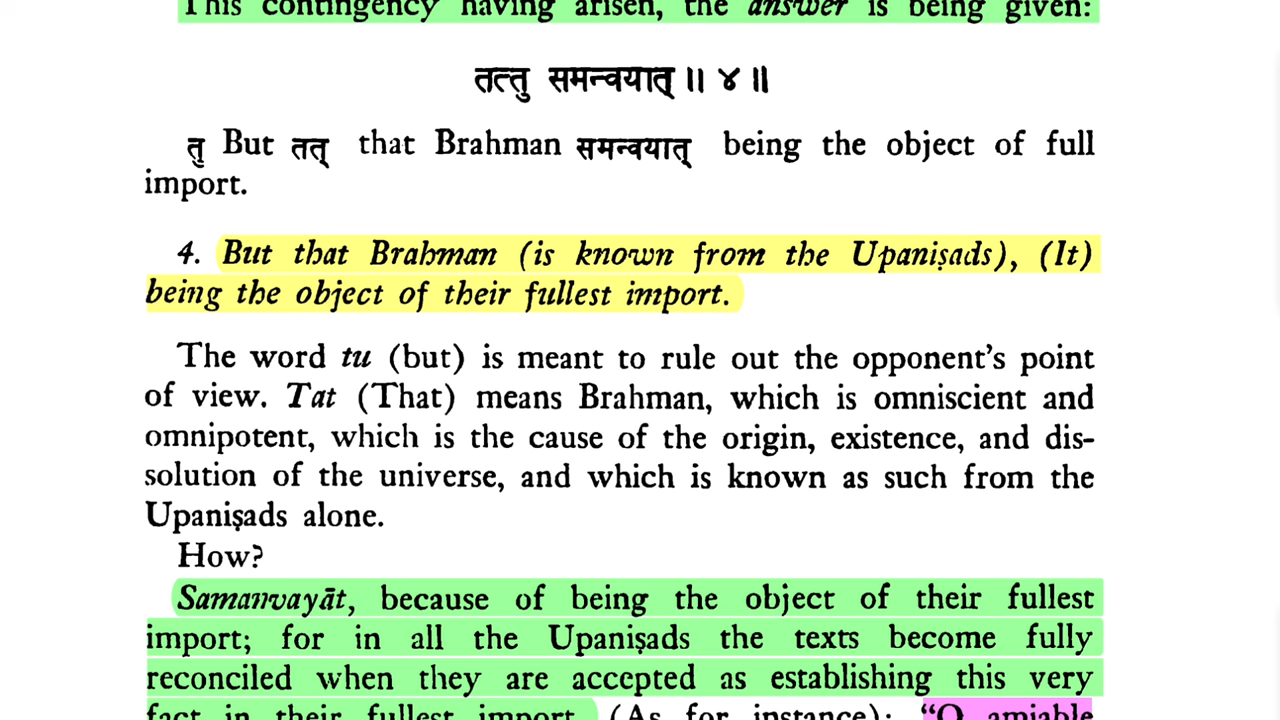 This contingency having arisen, the answer is being given:
तत्तु समन्वयात् ॥ ४ ॥
तु But तत् that Brahman समन्वयात् being the object of full
import.
4. But that Brahman (is known from the Upaniṣads), (It)
being the object of their fullest import.
The word tu (but) is meant to rule out the opponent's point
of view. Tat (That) means Brahman, which is omniscient and
omnipotent, which is the cause of the origin, existence, and dis-
solution of the universe, and which is known as such from the
Upaniṣads alone.
How?
Samanvayāt, because of being the object of their fullest
import; for in all the Upaniṣads the texts become fully
reconciled when they are accepted as establishing this very
fact in their fullest import. (As for instance): "O amiable